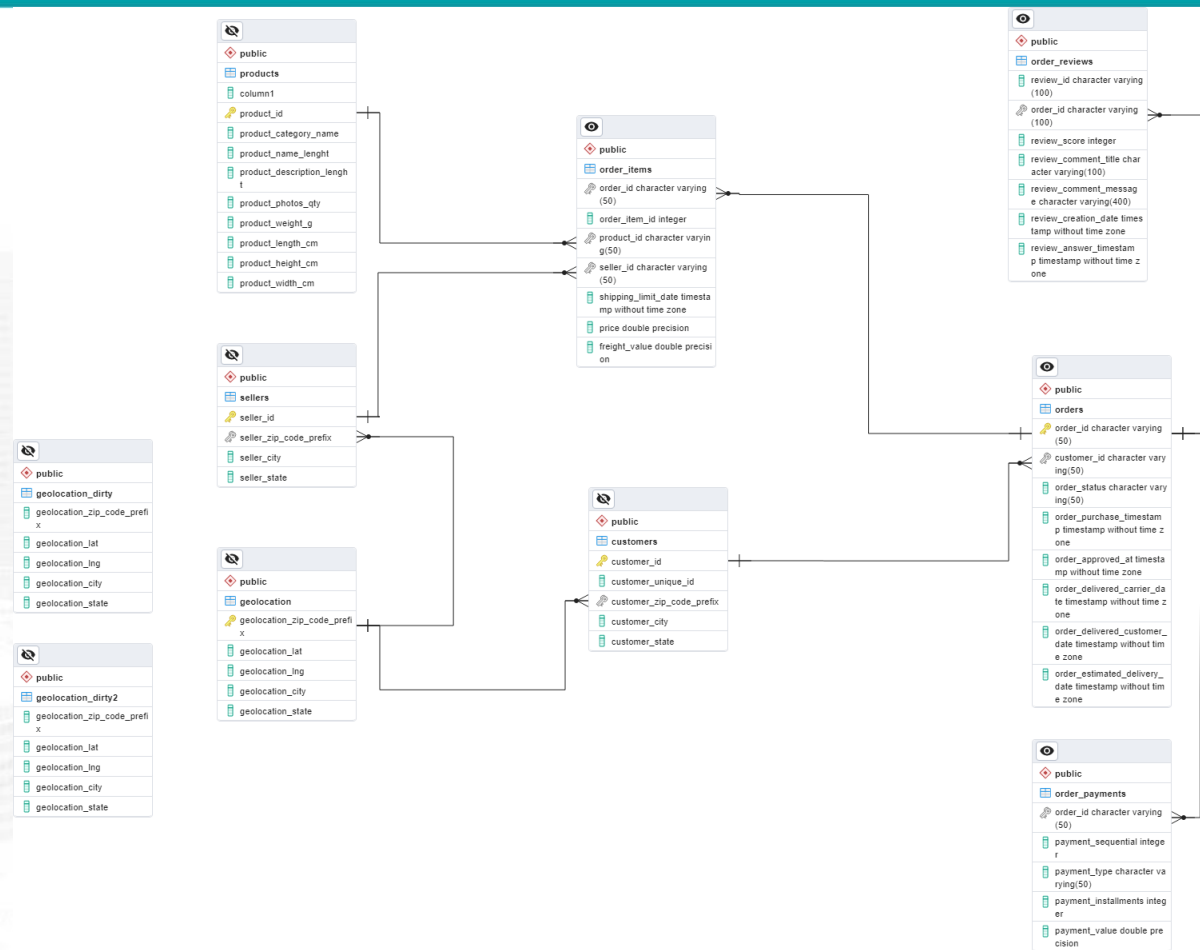 public
products
column1
product_id
product_category_name
product_name_lenght
product_description_lengh
t
product_photos_qty
product_weight_g
product_length_cm
product_height_cm
product_width_cm
public
sellers
seller_id
seller_zip_code_prefix
seller_city
seller_state
public
geolocation_dirty
geolocation_zip_code_prefi
x
geolocation_lat
geolocation_lng
geolocation_city
geolocation_state
public
geolocation_dirty2
geolocation_zip_code_prefi
x
geolocation_lat
geolocation_lng
geolocation_city
geolocation_state
public
geolocation
geolocation_zip_code_prefi
x
geolocation_lat
geolocation_lng
geolocation_city
geolocation_state
public
order_items
order_id character varying
(50)
order_item_id integer
product_id character varyin
g(50)
seller_id character varying
(50)
shipping_limit_date timesta
mp without time zone
price double precision
freight_value double precisi
on
public
customers
customer_id
customer_unique_id
customer_zip_code_prefix
customer_city
customer_state
public
order_reviews
review_id character varying
(100)
order_id character varying
(100)
review_score integer
review_comment_title char
acter varying(100)
review_comment_messag
e character varying(400)
review_creation_date times
tamp without time zone
review_answer_timestam
p timestamp without time z
one
public
orders
order_id character varying
(50)
customer_id character vary
ing(50)
order_status character vary
ing(50)
order_purchase_timestam
p timestamp without time z
one
order_approved_at timesta
mp without time zone
order_delivered_carrier_da
te timestamp without time z
one
order_delivered_customer_
date timestamp without tim
e zone
order_estimated_delivery_
date timestamp without tim
e zone
public
order_payments
order_id character varying
(50)
payment_sequential intege
r
payment_type character va
rying(50)
payment_installments integ
er
payment_value double pre
cision